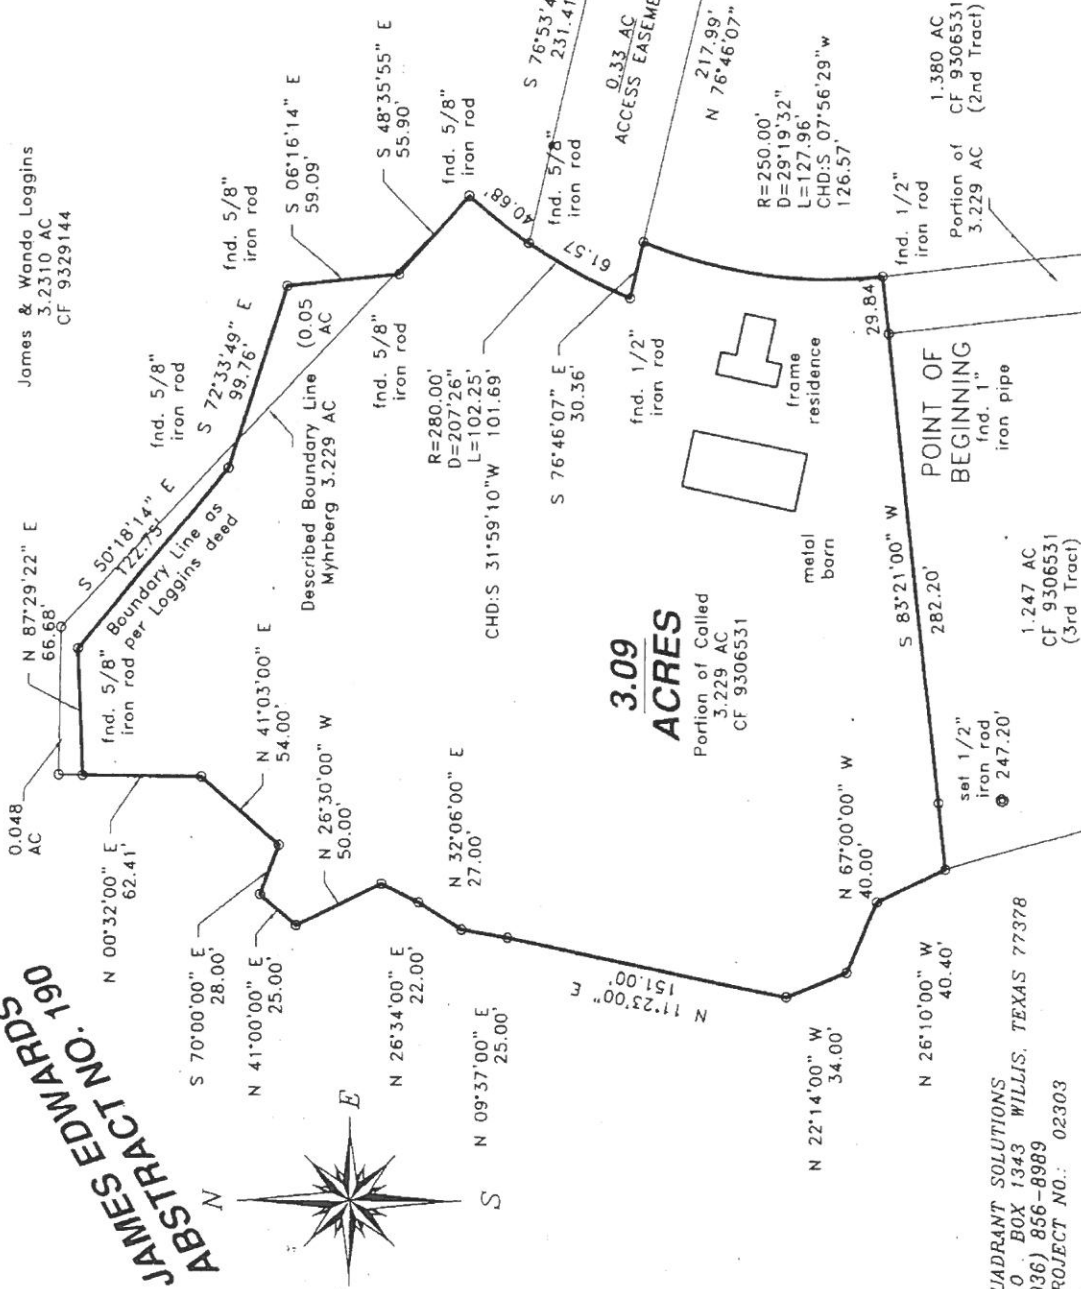 JAMES EDWARDS
ABSTRACT NO. 190
N
E
S
James & Wanda Loggins
3.2310 AC
CF 9329144
0.048
AC
N 87°29'22" E
66.68'
fnd. 5/8"
iron rod
S 50°18'14" E
122.75'
Boundary Line as
per Loggins deed
fnd. 5/8"
iron rod
S 72°33'49" E
99.76'
fnd. 5/8"
iron rod
S 06°16'14" E
59.09'
S 48°35'55" E
55.90'
Described Boundary Line
Myhrberg 3.229 AC
(0.05
AC
fnd. 5/8"
iron rod
fnd. 5/8"
iron rod
40.68'
fnd. 5/8"
iron rod
61.57
S 76°53'4
231.41
0.33 AC
ACCESS EASEME
217.99'
N 76°46'07"
R=280.00'
D=207'26"
L=102.25'
CHD:S 31°59'10"W 101.69'
S 76°46'07" E
30.36'
fnd. 1/2"
iron rod
R=250.00'
D=29°19'32"
L=127.96'
CHD:S 07°56'29"w
126.57'
N 00°32'00" E
62.41'
N 41°03'00" E
54.00'
S 70°00'00" E
28.00'
N 41°00'00" E
25.00'
N 26°30'00" W
50.00'
N 26°34'00" E
22.00'
N 32°06'00" E
27.00'
N 09°37'00" E
25.00'
N 11°23'00" E
151.00'
3.09
ACRES
Portion of Called
3.229 AC
CF 9306531
metal
barn
frame
residence
N 22°14'00" W
34.00'
N 67°00'00" W
40.00'
N 26°10'00" W
40.40'
set 1/2"
iron rod
@ 247.20'
S 83°21'00" W
282.20'
29.84
POINT OF
BEGINNING
fnd. 1"
iron pipe
fnd. 1/2"
iron rod
Portion of
3.229 AC
1.380 AC
CF 9306531
(2nd Tract)
1.247 AC
CF 9306531
(3rd Tract)
UADRANT SOLUTIONS
O. BOX 1343 WILLIS, TEXAS 77378
936) 856-8989
ROJECT NO.: 02303